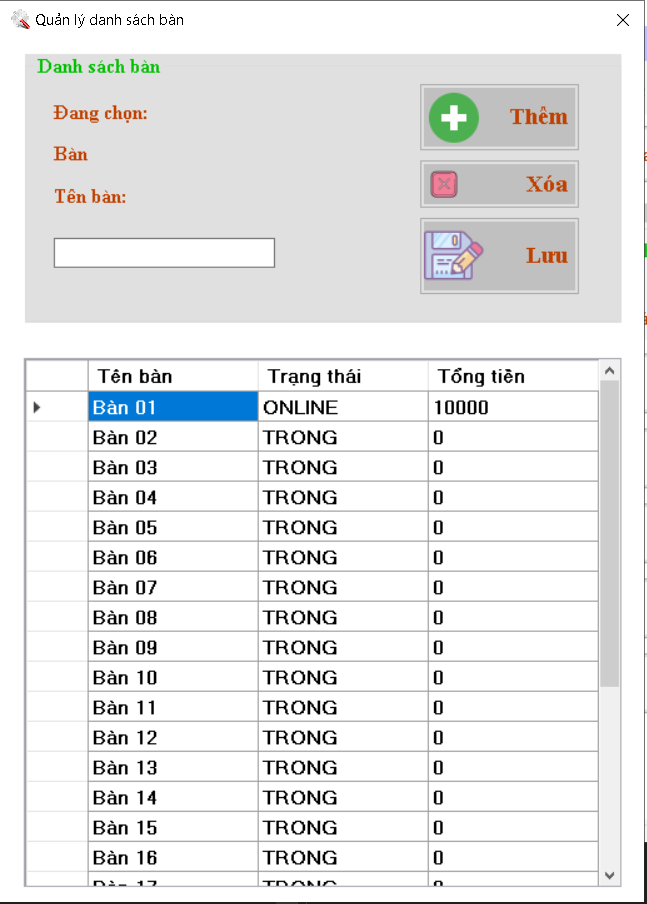 Quản lý danh sách bàn
Danh sách bàn
Đang chọn:
Bàn
Tên bàn:
Thêm
Xóa
Lưu
Tên bàn Trạng thái Tổng tiền
Bàn 01 ONLINE 10000
Bàn 02 TRONG 0
Bàn 03 TRONG 0
Bàn 04 TRONG 0
Bàn 05 TRONG 0
Bàn 06 TRONG 0
Bàn 07 TRONG 0
Bàn 08 TRONG 0
Bàn 09 TRONG 0
Bàn 10 TRONG 0
Bàn 11 TRONG 0
Bàn 12 TRONG 0
Bàn 13 TRONG 0
Bàn 14 TRONG 0
Bàn 15 TRONG 0
Bàn 16 TRONG 0
Bàn 17 TRONG 0